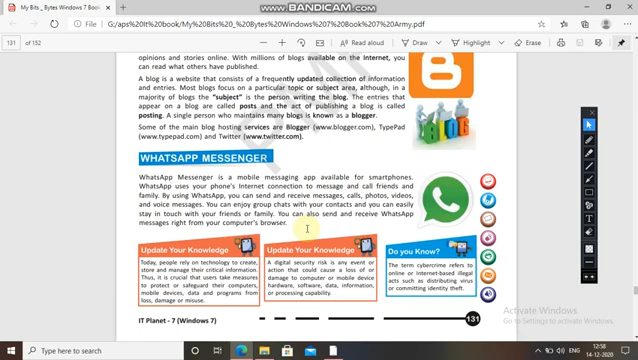 WWW.BANDICAM.COM
My Bits _ Bytes Windows 7 Book
G:/aps It book/My%20Bits%20_%20Bytes%20Windows%207%20Book%207%20Army.pdf
131 of 152
Read aloud
Draw
Highlight
Erase
opinions and stories online. With millions of blogs available on the Internet, you
can read what others have published.
A blog is a website that consists of a frequently updated collection of information
and entries. Most blogs focus on a particular topic or subject area, although, in a
majority of blogs the "subject" is the person writing the blog. The entries that
appear on a blog are called posts and the act of publishing a blog is called
posting. A single person who maintains many blogs is known as a blogger.
Some of the main blog hosting services are Blogger (www.blogger.com), TypePad
(www.typepad.com) and Twitter (www.twitter.com).
BLOG
WHATSAPP MESSENGER
WhatsApp Messenger is a mobile messaging app available for smartphones.
WhatsApp uses your phone's Internet connection to message and call friends and
family. By using WhatsApp, you can send and receive messages, calls, photos, videos,
and voice messages. You can enjoy group chats with your contacts and you can easily
stay in touch with your friends or family. You can also send and receive WhatsApp
messages right from your computer's browser.
Update Your Knowledge
Today, people rely on technology to create,
store and manage their critical information.
Thus, it is crucial that users take measures
to protect or safeguard their computers,
mobile devices, data and programs from
loss, damage or misuse.
Update Your Knowledge
A digital security risk is any event or
action that could cause a loss of or
damage to computer or mobile device
hardware, software, data, information,
or processing capability.
Do you Know?
The term cybercrime refers to
online or Internet-based illegal
acts such as distributing virus
or committing identity theft.
IT Planet - 7 (Windows 7)
131
Activate Windows
Go to Settings to activate Windows.
ENG
12:58
14-12-2020